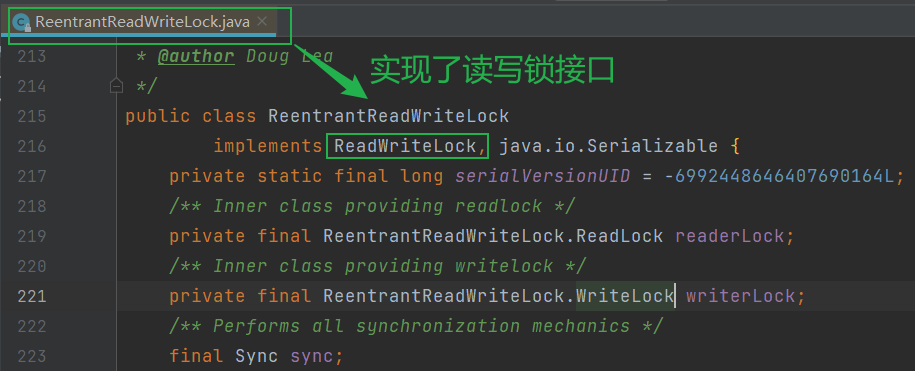 ReentrantReadWriteLock.java
213 * @author Doug Lea
实现了读写锁接口
214 */
215 public class ReentrantReadWriteLock
216 implements ReadWriteLock, java.io.Serializable {
217 private static final long serialVersionUID = -6992448646407690164L;
218 /** Inner class providing readlock */
219 private final ReentrantReadWriteLock.ReadLock readerLock;
220 /** Inner class providing writelock */
221 private final ReentrantReadWriteLock.WriteLock writerLock;
222 /** Performs all synchronization mechanics */
223 final Sync sync;